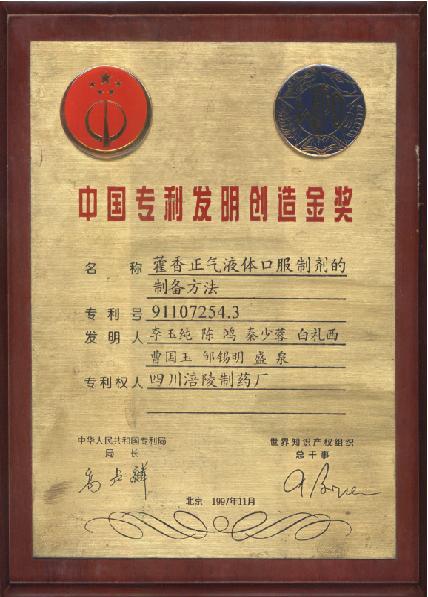 中国专利发明创造金奖
名 称 藿香正气液体口服制剂的
制备方法
专 利 号 91107254.3
发 明 人 李玉纯 陈 鸿 秦少蓉 白礼西
曹国玉 邹锡明 盛 泉
专利权人 四川涪陵制药厂
中华人民共和国专利局
局 长
世界知识产权组织
总干事
北京 1997年11月